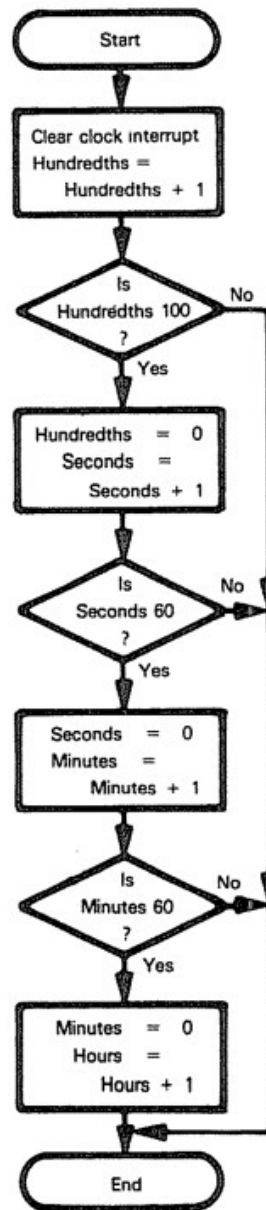 Start
Clear clock interrupt
Hundredths =
Hundredths + 1
Is
Hundredths 100
?
No
Yes
Hundredths = 0
Seconds =
Seconds + 1
Is
Seconds 60
?
No
Yes
Seconds = 0
Minutes =
Minutes + 1
Is
Minutes 60
?
No
Yes
Minutes = 0
Hours =
Hours + 1
End